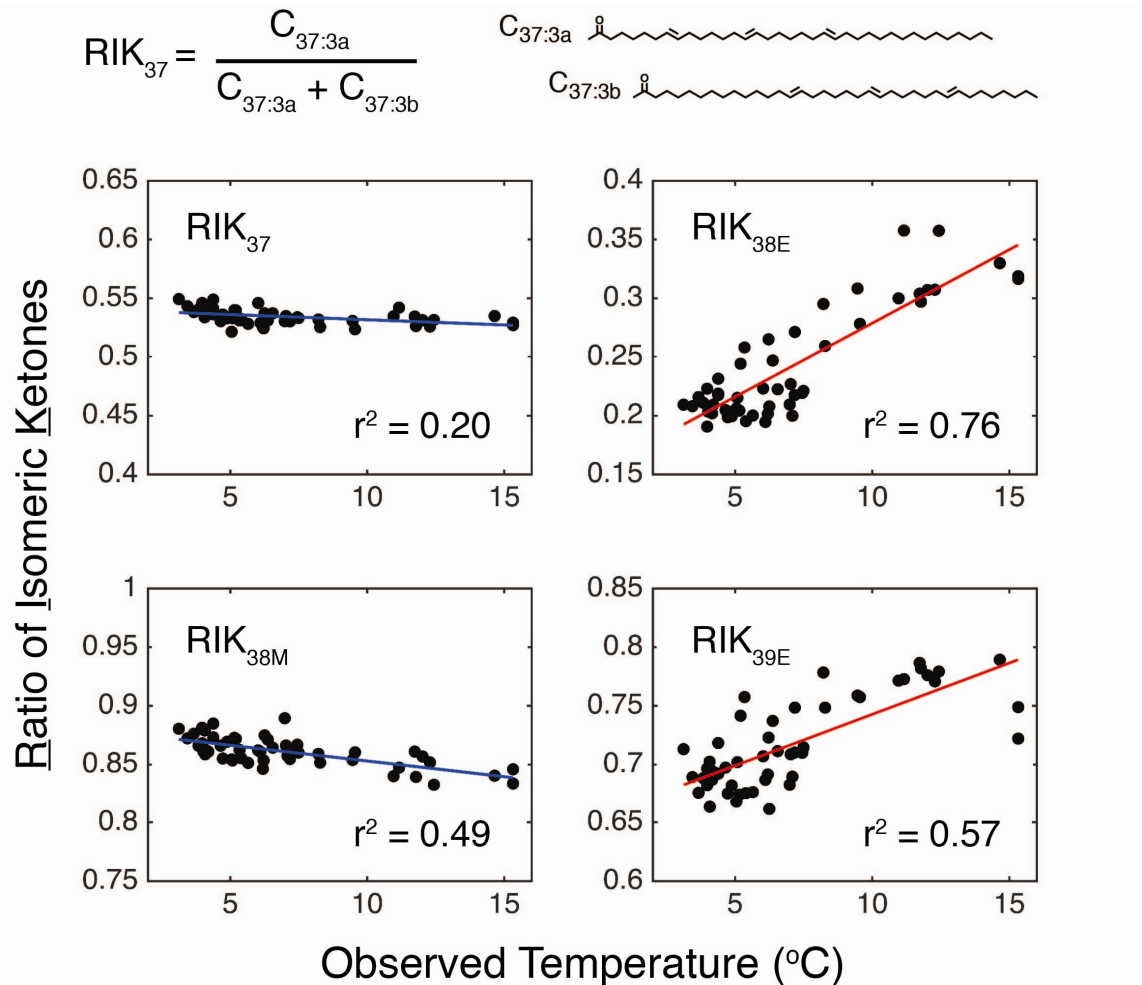 RIK37 = C37:3a / C37:3a + C37:3b
C37:3a O
C37:3b O
Ratio of Isomeric Ketones
0.65
0.6
0.55
0.5
0.45
0.4
RIK37
r² = 0.20
5 10 15
0.4
0.35
0.3
0.25
0.2
0.15
RIK38E
r² = 0.76
5 10 15
1
0.95
0.9
0.85
0.8
0.75
RIK38M
r² = 0.49
5 10 15
0.85
0.8
0.75
0.7
0.65
0.6
RIK39E
r² = 0.57
5 10 15
Observed Temperature (°C)